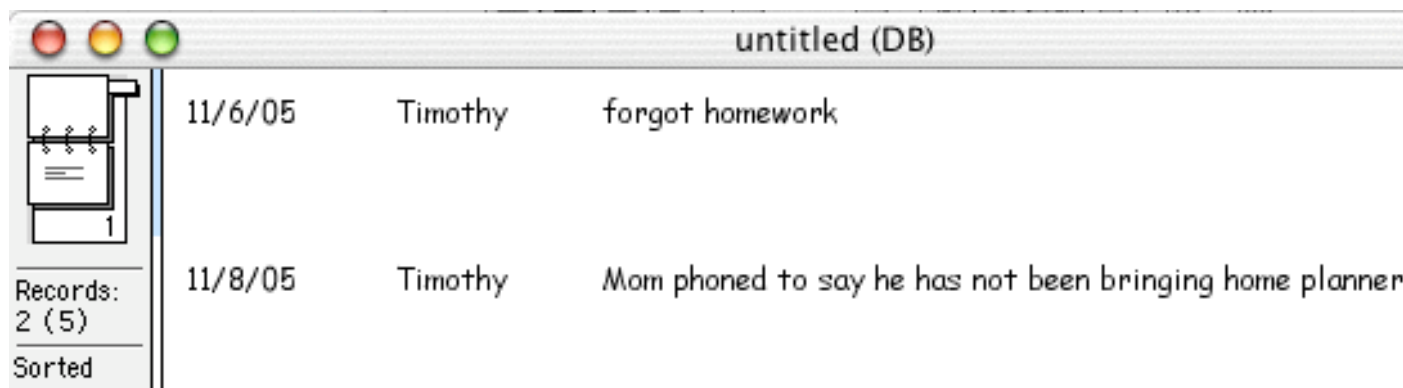 untitled (DB)
1
Records:
2 (5)
Sorted
11/6/05 Timothy forgot homework
11/8/05 Timothy Mom phoned to say he has not been bringing home planner